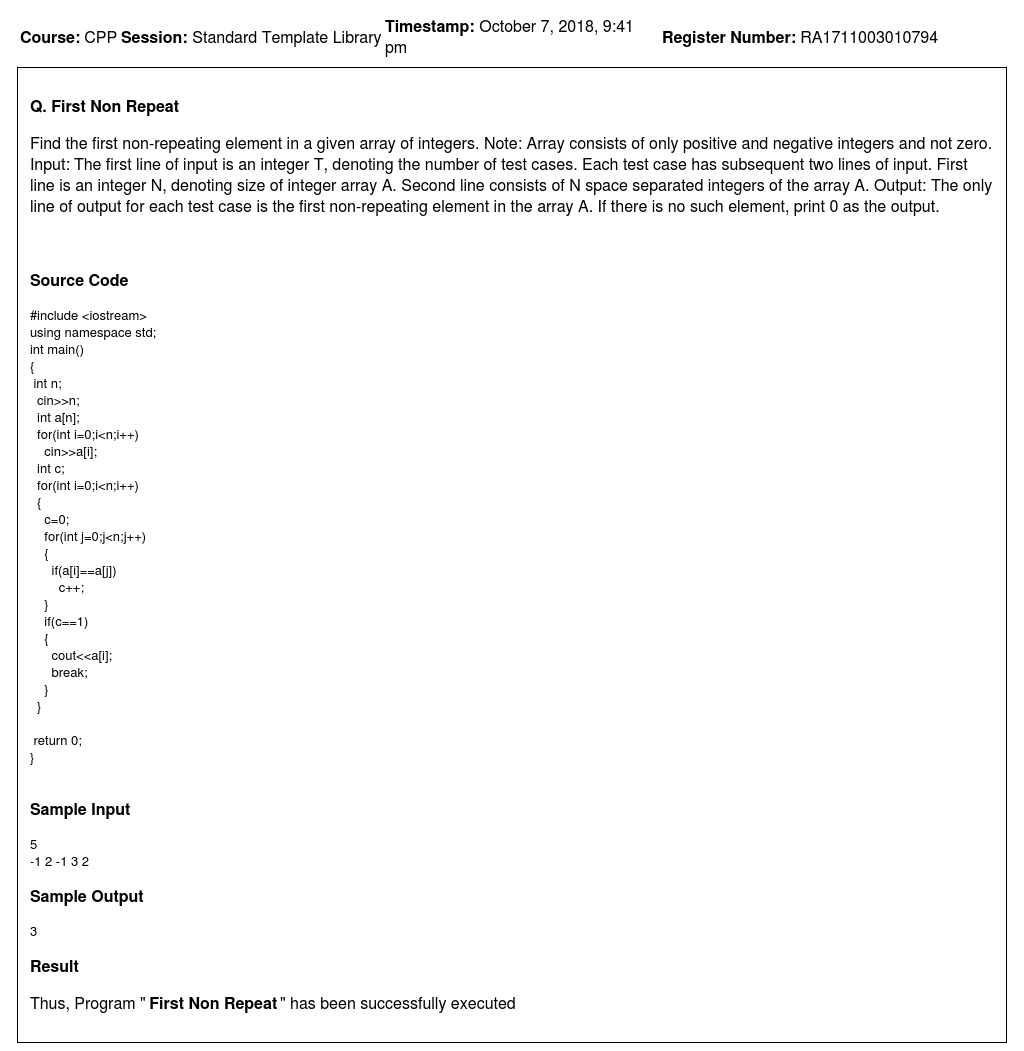 Course: CPP Session: Standard Template Library Timestamp: October 7, 2018, 9:41 pm Register Number: RA1711003010794
Q. First Non Repeat
Find the first non-repeating element in a given array of integers. Note: Array consists of only positive and negative integers and not zero.
Input: The first line of input is an integer T, denoting the number of test cases. Each test case has subsequent two lines of input. First
line is an integer N, denoting size of integer array A. Second line consists of N space separated integers of the array A. Output: The only
line of output for each test case is the first non-repeating element in the array A. If there is no such element, print 0 as the output.
Source Code
#include <iostream>
using namespace std;
int main()
{
int n;
cin>>n;
int a[n];
for(int i=0;i<n;i++)
cin>>a[i];
int c;
for(int i=0;i<n;i++)
{
c=0;
for(int j=0;j<n;j++)
{
if(a[i]==a[j])
c++;
}
if(c==1)
{
cout<<a[i];
break;
}
}
return 0;
}
Sample Input
5
-1 2 -1 3 2
Sample Output
3
Result
Thus, Program " First Non Repeat " has been successfully executed